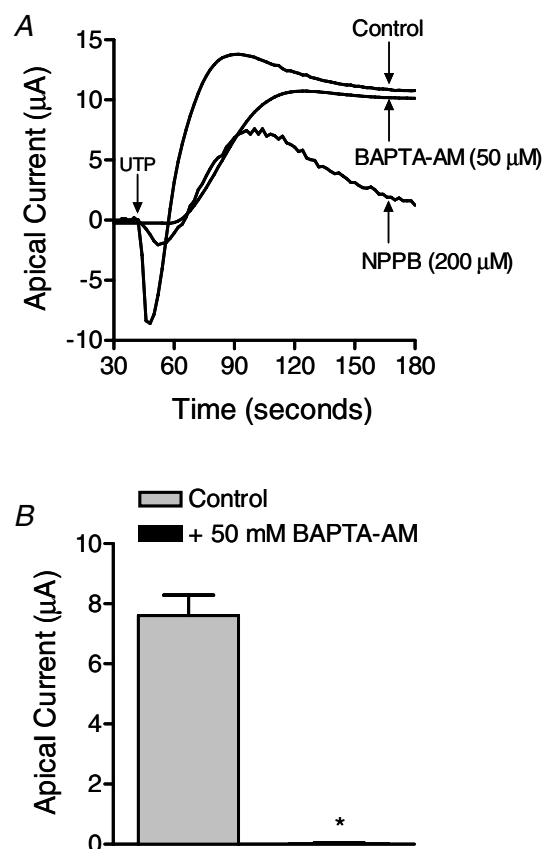 A
Apical Current (µA)
15
10
5
0
-5
-10
UTP
Control
BAPTA-AM (50 µM)
NPPB (200 µM)
30 60 90 120 150 180
Time (seconds)
B
Control
+ 50 mM BAPTA-AM
Apical Current (µA)
10
8
6
4
2
0
*